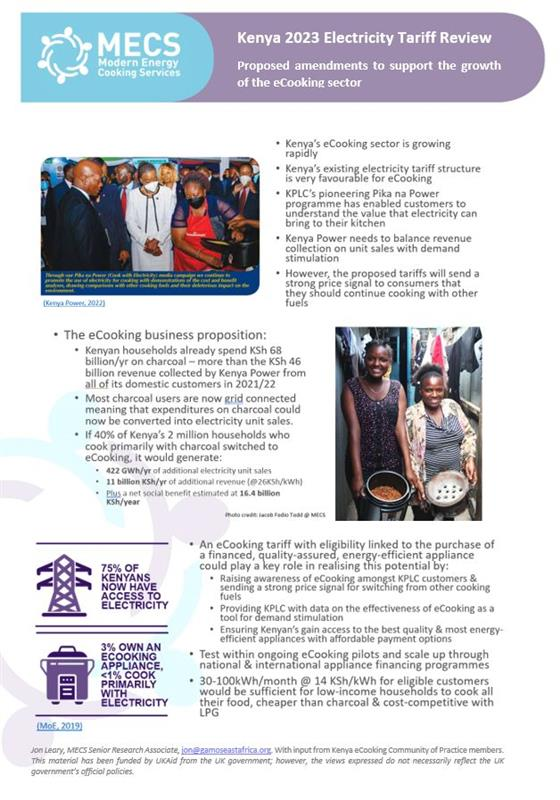 MECS
Modern Energy
Cooking Services
Kenya 2023 Electricity Tariff Review
Proposed amendments to support the growth
of the eCooking sector
• Kenya's eCooking sector is growing
rapidly
• Kenya's existing electricity tariff structure
is very favourable for eCooking
• KPLC's pioneering Pika na Power
programme has enabled customers to
understand the value that electricity can
bring to their kitchen
• Kenya Power needs to balance revenue
collection on unit sales with demand
stimulation
• However, the proposed tariffs will send a
strong price signal to consumers that
they should continue cooking with other
fuels
Through our Pika na Power (Cook with Electricity) media campaign we continue to
promote the use of electricity for cooking with demonstrations of the cost and benefit
analyses, drawing comparisons with other cooking fuels and their deleterious impact on the
environment.
(Kenya Power, 2022)
• The eCooking business proposition:
• Kenyan households already spend KSh 68
billion/yr on charcoal – more than the KSh 46
billion revenue collected by Kenya Power from
all of its domestic customers in 2021/22
• Most charcoal users are now grid connected
meaning that expenditures on charcoal could
now be converted into electricity unit sales.
• If 40% of Kenya's 2 million households who
cook primarily with charcoal switched to
eCooking, it would generate:
• 422 GWh/yr of additional electricity unit sales
• 11 billion KSh/yr of additional revenue (@26KSh/kWh)
• Plus a net social benefit estimated at 16.4 billion
KSh/year
Photo credit: Jacob Fodio Todd @ MECS
75% OF
KENYANS
NOW HAVE
ACCESS TO
ELECTRICITY
3% OWN AN
ECOOKING
APPLIANCE,
<1% COOK
PRIMARILY
WITH
ELECTRICITY
(MoE, 2019)
• An eCooking tariff with eligibility linked to the purchase of
a financed, quality-assured, energy-efficient appliance
could play a key role in realising this potential by:
• Raising awareness of eCooking amongst KPLC customers &
sending a strong price signal for switching from other cooking
fuels
• Providing KPLC with data on the effectiveness of eCooking as a
tool for demand stimulation
• Ensuring Kenyan's gain access to the best quality & most energy-
efficient appliances with affordable payment options
• Test within ongoing eCooking pilots and scale up through
national & international appliance financing programmes
• 30-100kWh/month @ 14 KSh/kWh for eligible customers
would be sufficient for low-income households to cook all
their food, cheaper than charcoal & cost-competitive with
LPG
Jon Leary, MECS Senior Research Associate, jon@gamoseastafrica.org. With input from Kenya eCooking Community of Practice members.
This material has been funded by UKAid from the UK government; however, the views expressed do not necessarily reflect the UK
government's official policies.